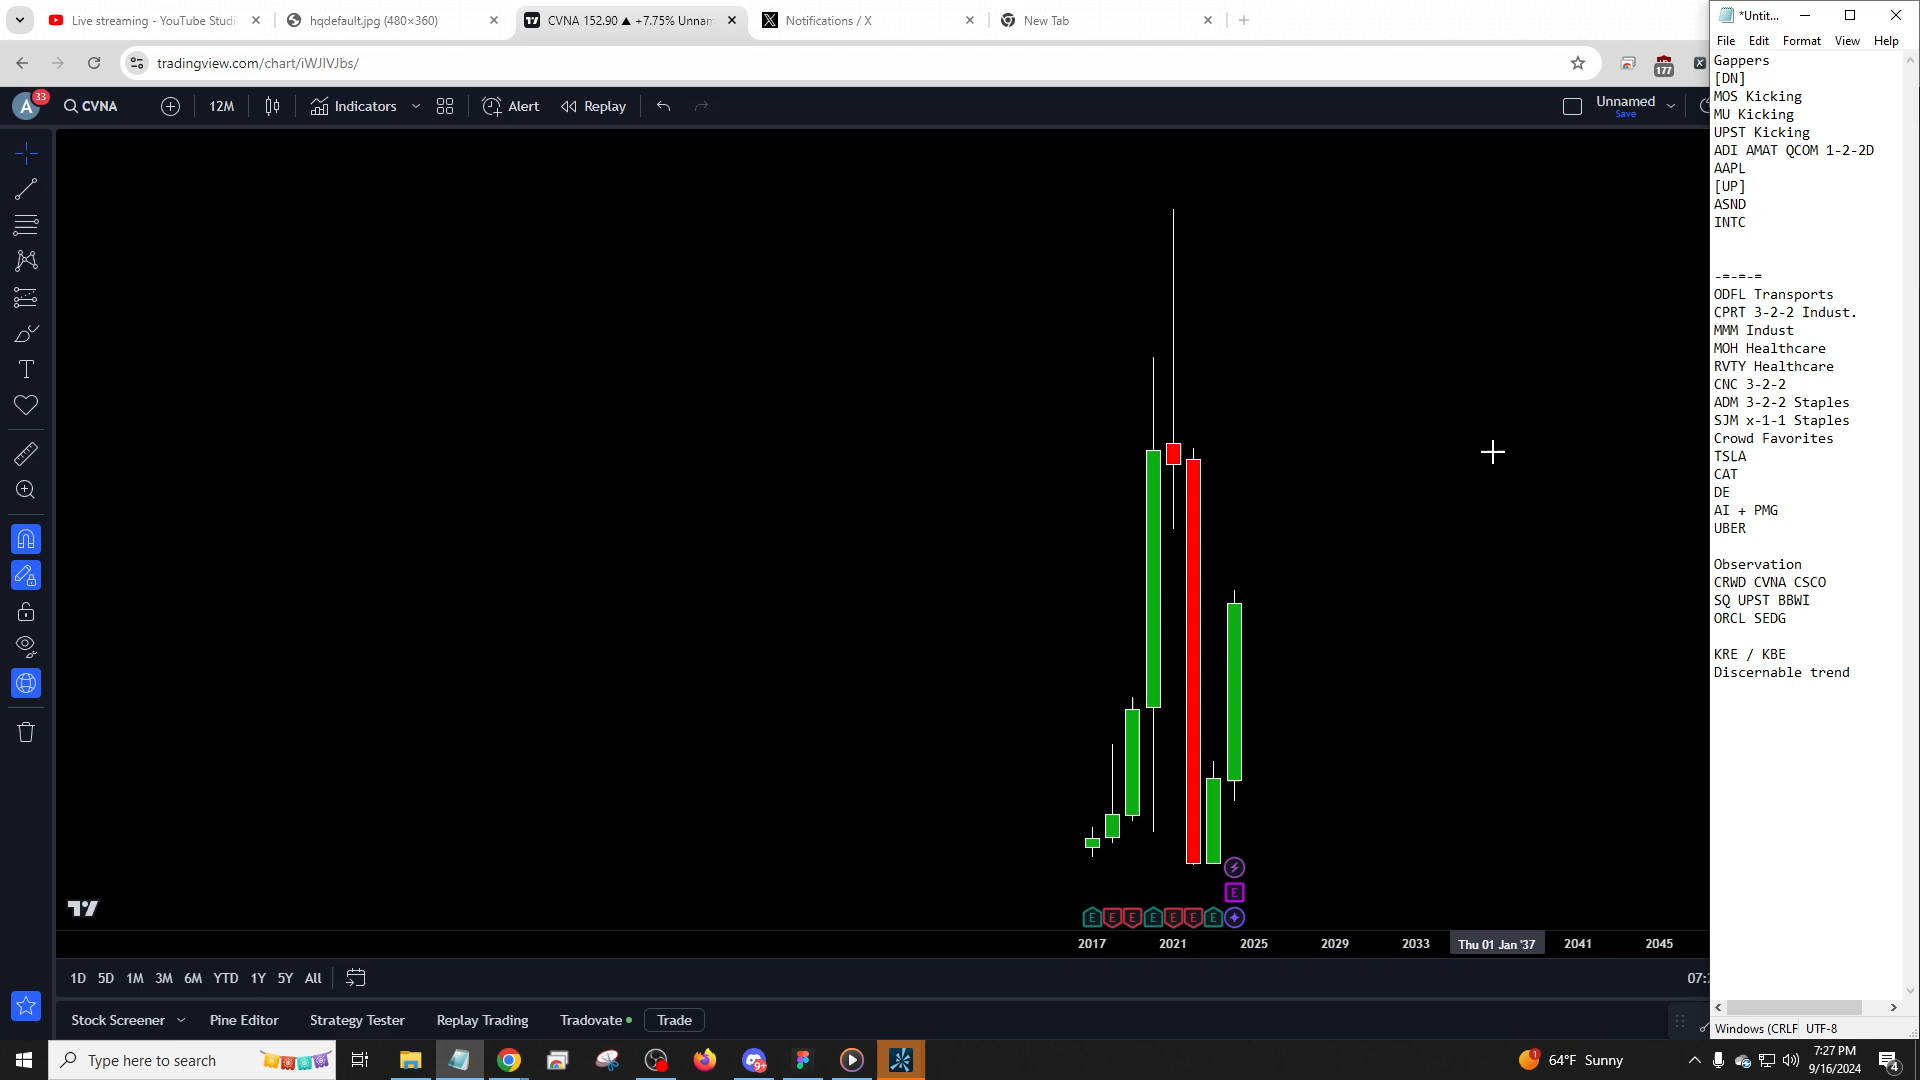 Live streaming - YouTube Studi
hqdefault.jpg (480×360)
CVNA 152.90 ▲ +7.75% Unnam
Notifications / X
New Tab
tradingview.com/chart/iWJIVJbs/
177
A
33
CVNA
12M
Indicators
Alert
Replay
Unnamed
Save
2017
2021
2025
2029
2033
Thu 01 Jan '37
2041
2045
E
E E E E E E E
1D
5D
1M
3M
6M
YTD
1Y
5Y
All
Stock Screener
Pine Editor
Strategy Tester
Replay Trading
Tradovate
Trade
*Untit...
File
Edit
Format
View
Help
Gappers
[DN]
MOS Kicking
MU Kicking
UPST Kicking
ADI AMAT QCOM 1-2-2D
AAPL
[UP]
ASND
INTC
-=-=-=
ODFL Transports
CPRT 3-2-2 Indust.
MMM Indust
MOH Healthcare
RVTY Healthcare
CNC 3-2-2
ADM 3-2-2 Staples
SJM x-1-1 Staples
Crowd Favorites
TSLA
CAT
DE
AI + PMG
UBER
Observation
CRWD CVNA CSCO
SQ UPST BBWI
ORCL SEDG
KRE / KBE
Discernable trend
Windows (CRLF
UTF-8
Type here to search
9+
1
64°F Sunny
7:27 PM
9/16/2024
4